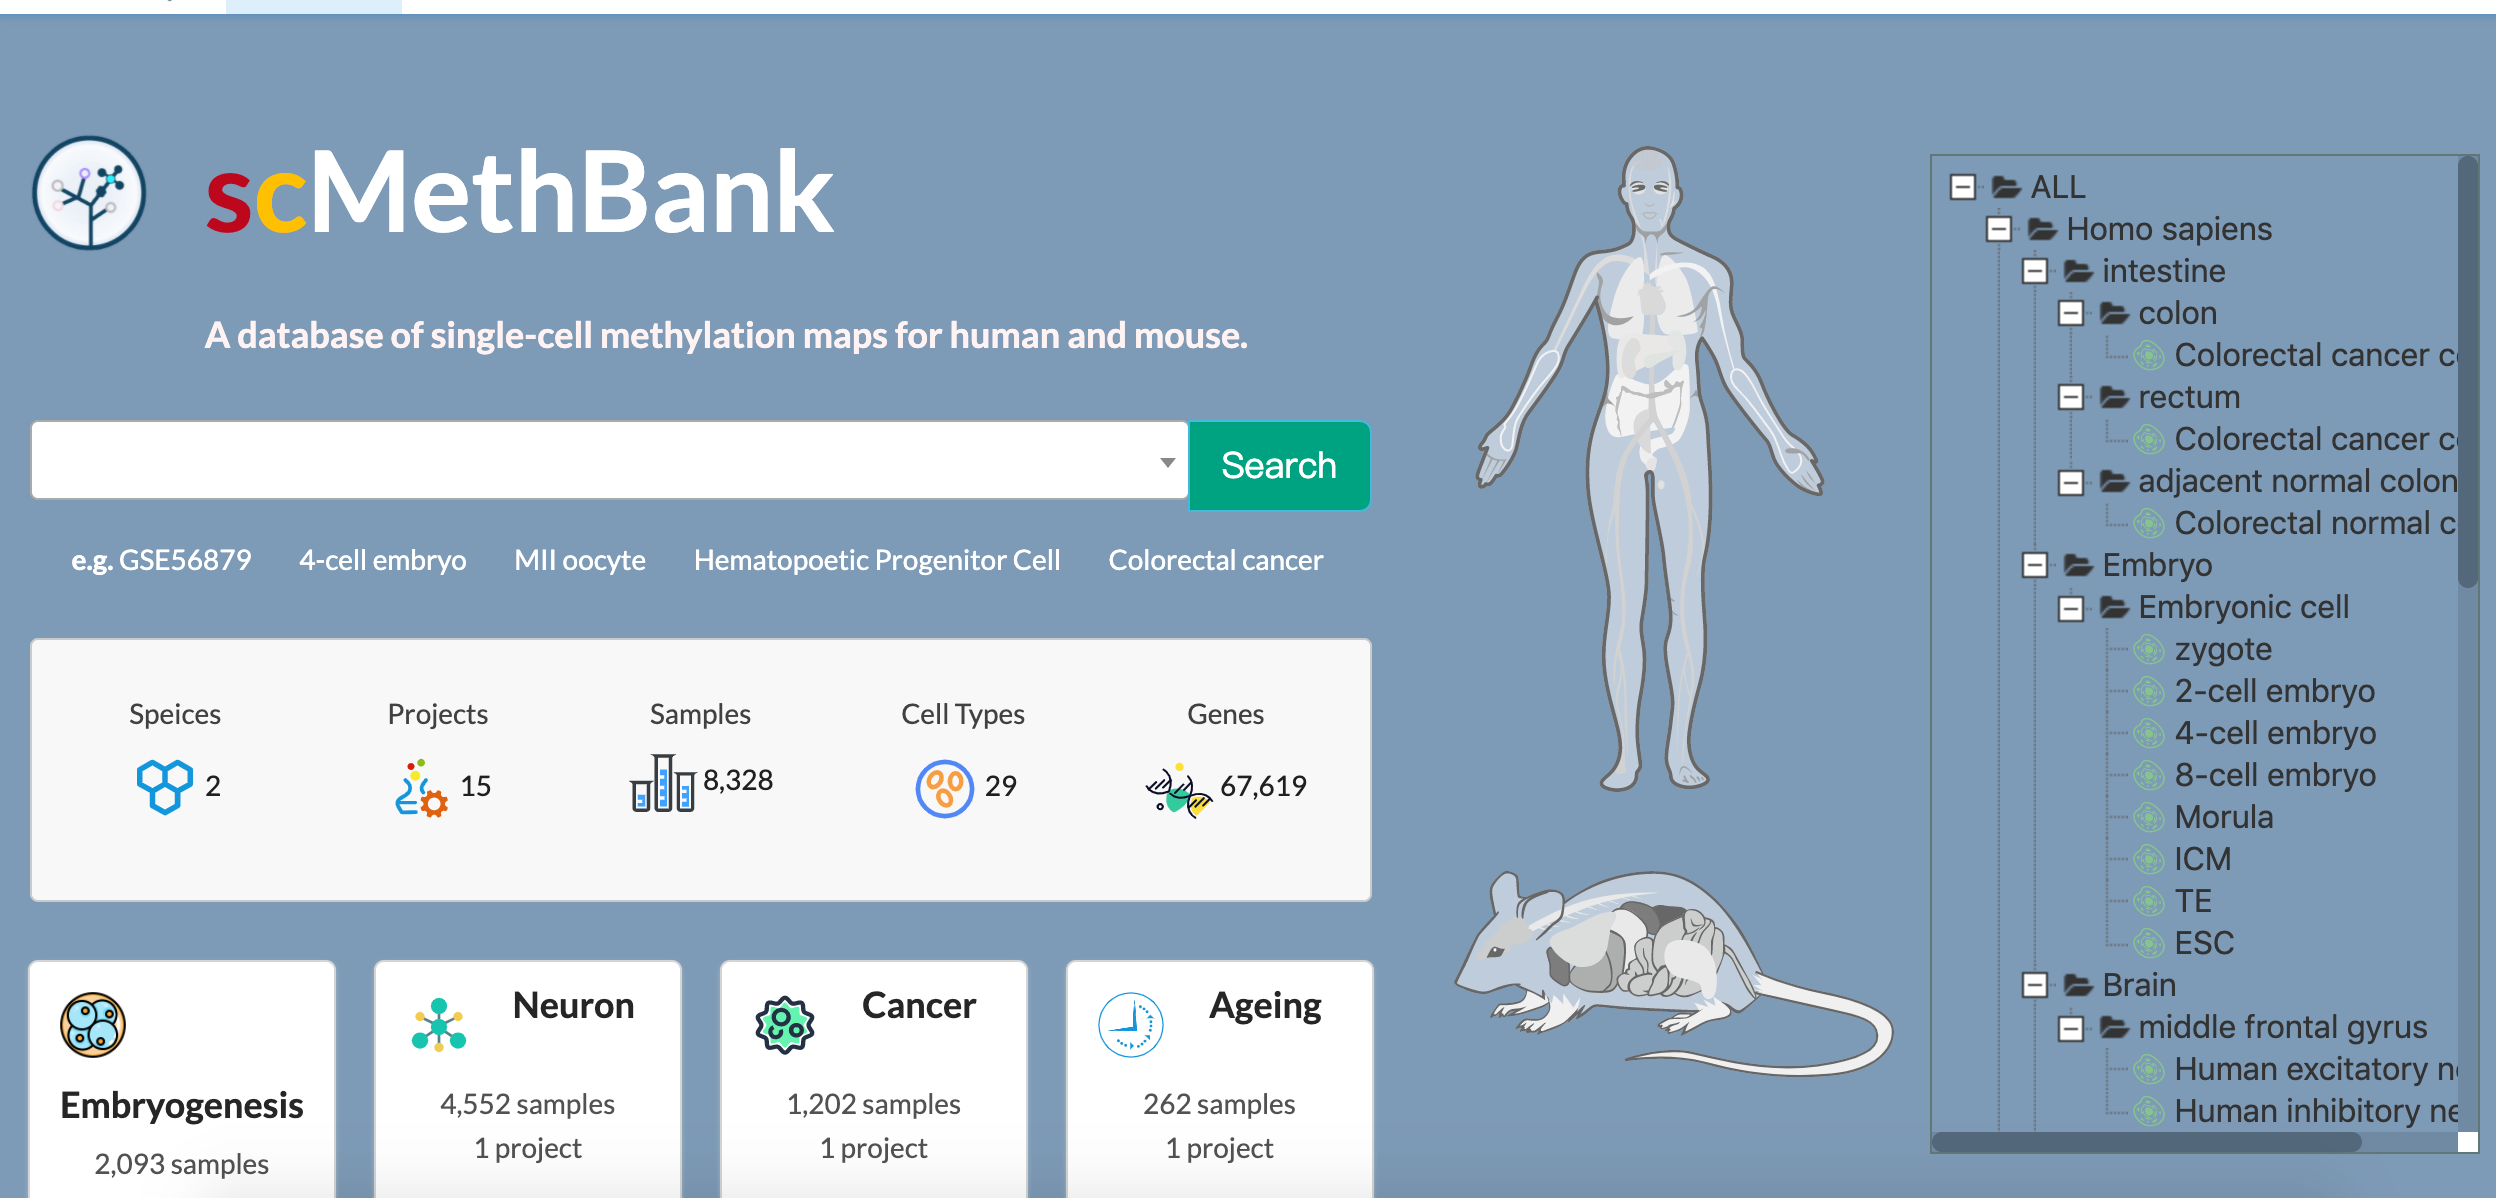 scMethBank
A database of single-cell methylation maps for human and mouse.
Search
e.g. GSE56879 4-cell embryo MII oocyte Hematopoetic Progenitor Cell Colorectal cancer
Speices Projects Samples Cell Types Genes
2 15 8,328 29 67,619
Embryogenesis
2,093 samples
Neuron
4,552 samples
1 project
Cancer
1,202 samples
1 project
Ageing
262 samples
1 project
ALL
Homo sapiens
intestine
colon
Colorectal cancer
rectum
Colorectal cancer
adjacent normal colon
Colorectal normal
Embryo
Embryonic cell
zygote
2-cell embryo
4-cell embryo
8-cell embryo
Morula
ICM
TE
ESC
Brain
middle frontal gyrus
Human excitatory
Human inhibitory